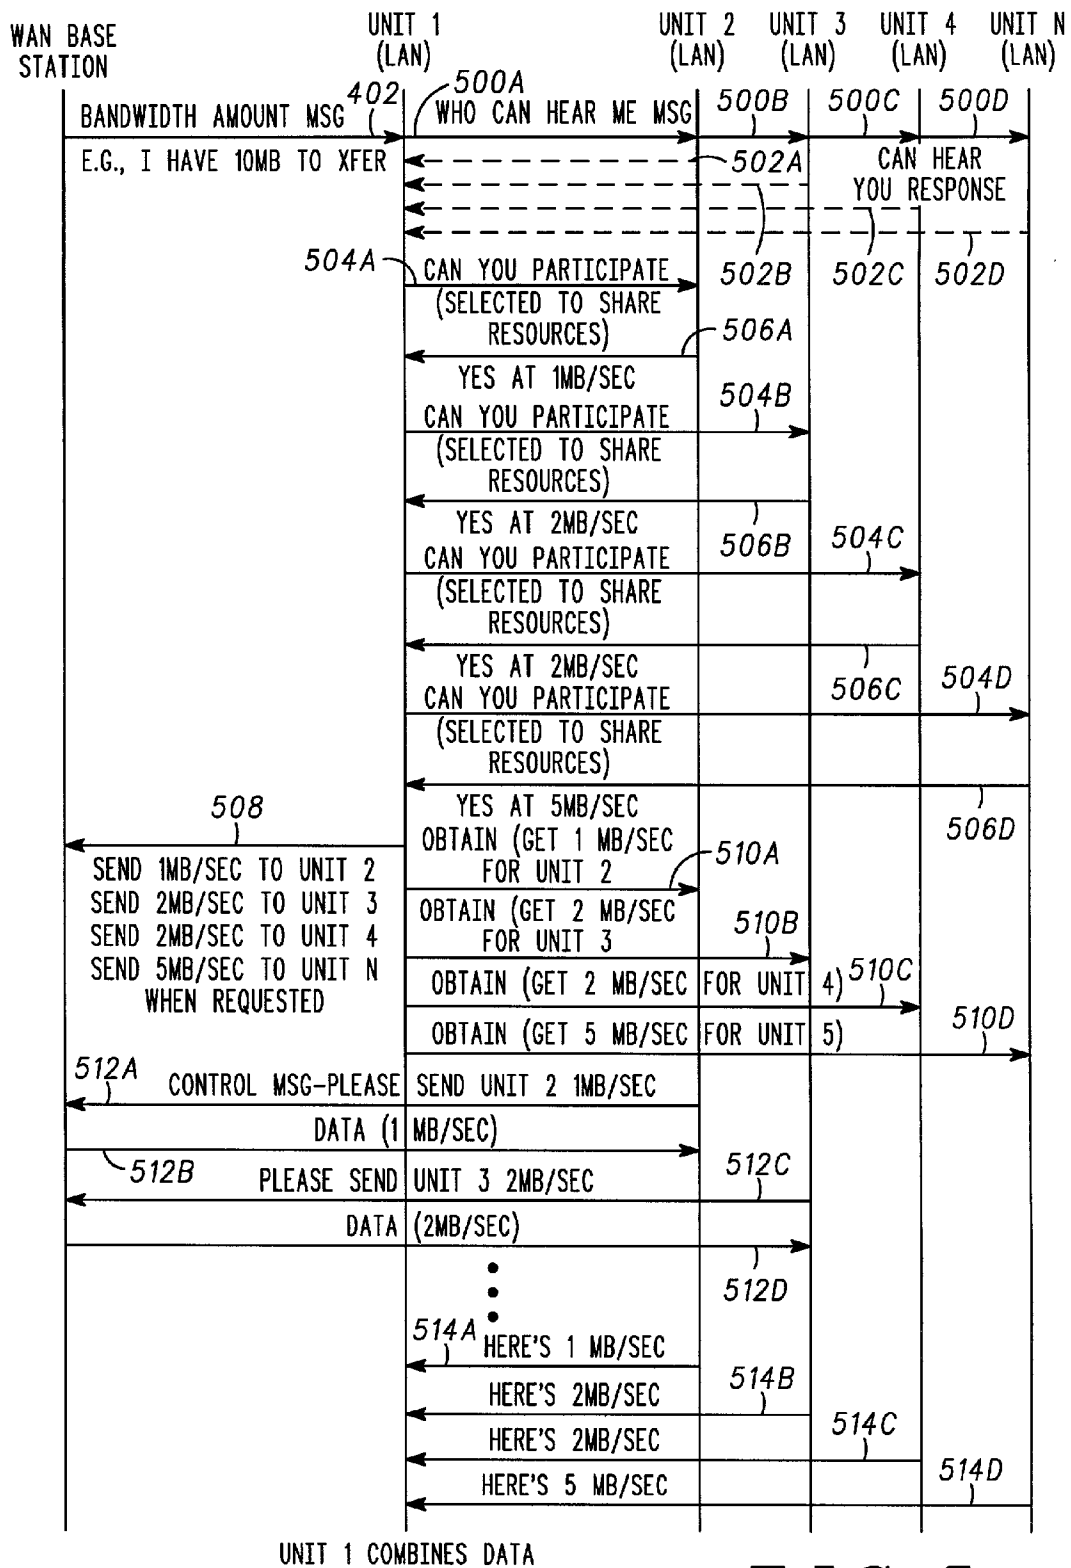 WAN BASE
STATION
UNIT 1
(LAN)
UNIT 2
(LAN)
UNIT 3
(LAN)
UNIT 4
(LAN)
UNIT N
(LAN)
BANDWIDTH AMOUNT MSG
402
500A
WHO CAN HEAR ME MSG
500B
500C
500D
E.G., I HAVE 10MB TO XFER
502A
CAN HEAR
YOU RESPONSE
502B
502C
502D
504A
CAN YOU PARTICIPATE
(SELECTED TO SHARE
RESOURCES)
506A
YES AT 1MB/SEC
504B
CAN YOU PARTICIPATE
(SELECTED TO SHARE
RESOURCES)
YES AT 2MB/SEC
506B
504C
CAN YOU PARTICIPATE
(SELECTED TO SHARE
RESOURCES)
YES AT 2MB/SEC
506C
504D
CAN YOU PARTICIPATE
(SELECTED TO SHARE
RESOURCES)
YES AT 5MB/SEC
506D
508
SEND 1MB/SEC TO UNIT 2
SEND 2MB/SEC TO UNIT 3
SEND 2MB/SEC TO UNIT 4
SEND 5MB/SEC TO UNIT N
WHEN REQUESTED
OBTAIN (GET 1 MB/SEC
FOR UNIT 2
510A
OBTAIN (GET 2 MB/SEC
FOR UNIT 3
510B
OBTAIN (GET 2 MB/SEC FOR UNIT 4)
510C
OBTAIN (GET 5 MB/SEC FOR UNIT 5)
510D
512A
CONTROL MSG-PLEASE SEND UNIT 2 1MB/SEC
DATA (1 MB/SEC)
512B
PLEASE SEND UNIT 3 2MB/SEC
512C
DATA (2MB/SEC)
512D
514A
HERE'S 1 MB/SEC
HERE'S 2MB/SEC
514B
HERE'S 2MB/SEC
514C
HERE'S 5 MB/SEC
514D
UNIT 1 COMBINES DATA